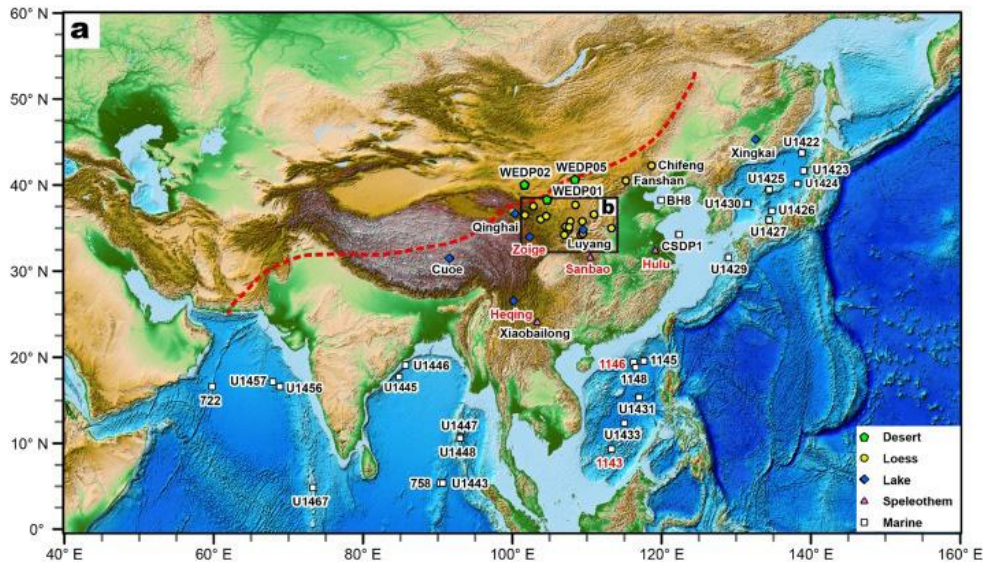 a
60° N
50° N
40° N
30° N
20° N
10° N
0°
40° E
60° E
80° E
100° E
120° E
140° E
160° E
WEDP02
WEDP05
WEDP01
b
Chifeng
Fanshan
BH8
Xingkai
U1422
U1423
U1425
U1424
U1430
U1426
U1427
Qinghai
Zoige
Luyang
CSDP1
U1429
Cuoe
Sanbao
Hulu
Heqing
Xiaobailong
U1446
U1445
U1457
U1456
722
1146
1145
1148
U1431
U1433
1143
U1447
U1448
758
U1443
U1467
Desert
Loess
Lake
Speleothem
Marine